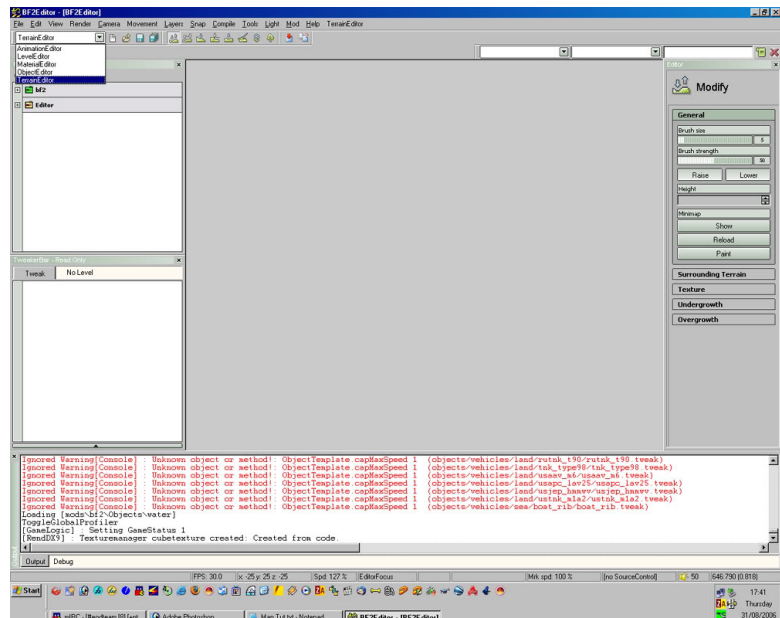 BF2Editor - [BF2Editor]
File Edit View Render Camera Movement Layers Snap Compile Tools Light Mod Help TerrainEditor
TerrainEditor
AnimationEditor
LevelEditor
MaterialEditor
ObjectEditor
TerrainEditor
bf2
Editor
Editor
Modify
General
Brush size
5
Brush strength
50
Raise Lower
Height
Minimap
Show
Reload
Paint
Surrounding Terrain
Texture
Undergrowth
Overgrowth
TweakerBar - Read Only
Tweak No Level
Ignored Warning[Console] : Unknown object or method!: ObjectTemplate.capMaxSpeed 1 (objects/vehicles/land/rutnk_t90/rutnk_t90.tweak)
Ignored Warning[Console] : Unknown object or method!: ObjectTemplate.capMaxSpeed 1 (objects/vehicles/land/tnk_type98/tnk_type98.tweak)
Ignored Warning[Console] : Unknown object or method!: ObjectTemplate.capMaxSpeed 1 (objects/vehicles/land/usaav_m6/usaav_m6.tweak)
Ignored Warning[Console] : Unknown object or method!: ObjectTemplate.capMaxSpeed 1 (objects/vehicles/land/usapc_lav25/usapc_lav25.tweak)
Ignored Warning[Console] : Unknown object or method!: ObjectTemplate.capMaxSpeed 1 (objects/vehicles/land/usjep_hmmwv/usjep_hmmwv.tweak)
Ignored Warning[Console] : Unknown object or method!: ObjectTemplate.capMaxSpeed 1 (objects/vehicles/land/ustnk_m1a2/ustnk_m1a2.tweak)
Ignored Warning[Console] : Unknown object or method!: ObjectTemplate.capMaxSpeed 1 (objects/vehicles/sea/boat_rib/boat_rib.tweak)
Loading [mods\bf2\Objects\water]
ToggleGlobalProfiler
[GameLogic] : Setting GameStatus 1
[RendDX9] : Texturemanager cubetexture created: Created from code.
Output Debug
FPS: 30.0 x -25 y 25 z -25 Spd: 127 % EditorFocus Mrk spd: 100 % [no SourceControl] 50 646:790 (0.818)
Start 17:41
Thursday
Adobe Photoshop Map Tut.txt - Notepad BF2Editor - [BF2Editor] 31/08/2006